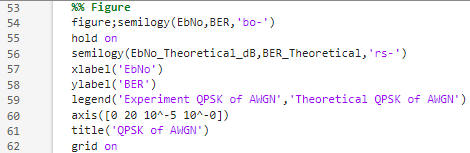 53 %% Figure
54 figure;semilogy(EbNo,BER,'bo-')
55 hold on
56 semilogy(EbNo_Theoretical_dB,BER_Theoretical,'rs-')
57 xlabel('EbNo')
58 ylabel('BER')
59 legend('Experiment QPSK of AWGN','Theoretical QPSK of AWGN')
60 axis([0 20 10^-5 10^-0])
61 title('QPSK of AWGN')
62 grid on